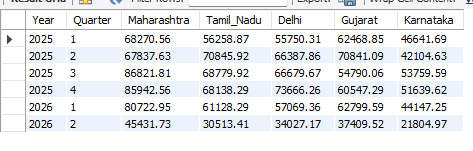 Result Grid Filter Rows: Export: Wrap Cell Content:
Year Quarter Maharashtra Tamil_Nadu Delhi Gujarat Karnataka
2025 1 68270.56 56258.87 55750.31 62468.85 46641.69
2025 2 67837.63 70845.92 66387.86 70841.09 42104.63
2025 3 86821.81 68779.92 66679.67 54790.06 53759.59
2025 4 85942.56 68138.29 73666.26 60547.29 51639.62
2026 1 80722.95 61128.29 57069.36 62799.59 44147.25
2026 2 45431.73 30513.41 34027.17 37409.52 21804.97